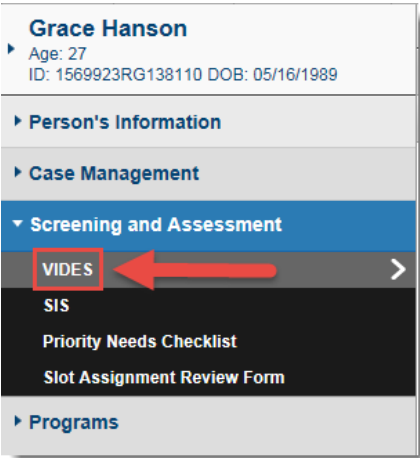 Grace Hanson
Age: 27
ID: 1569923RG138110 DOB: 05/16/1989
Person's Information
Case Management
Screening and Assessment
VIDES
SIS
Priority Needs Checklist
Slot Assignment Review Form
Programs